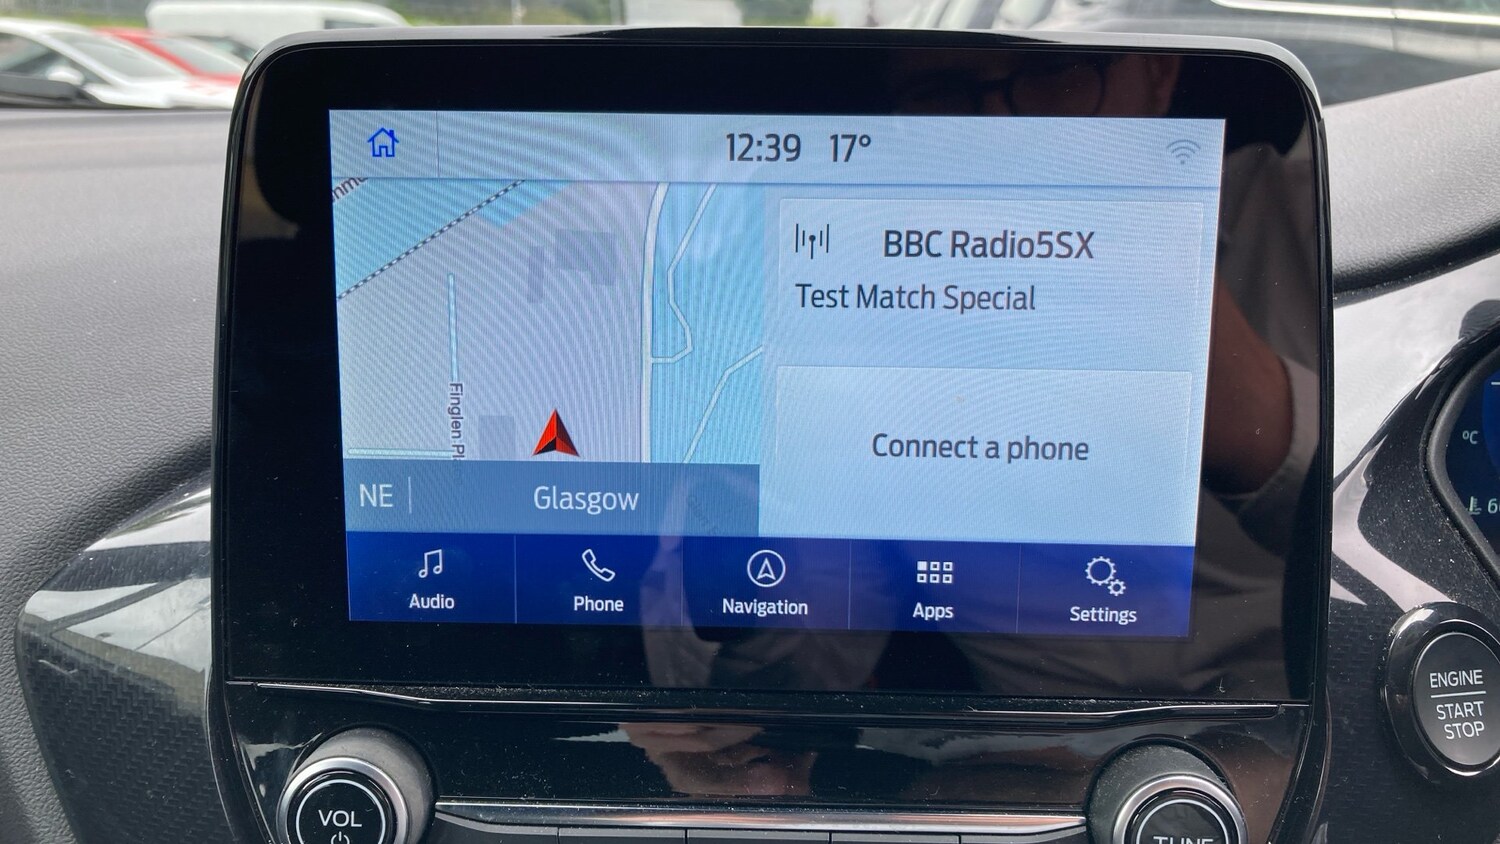 12:39 17°
BBC Radio5SX
Test Match Special
Finglen Pl
Connect a phone
NE Glasgow
Audio
Phone
Navigation
Apps
Settings
°C
ENGINE
START
STOP
VOL
TUNE